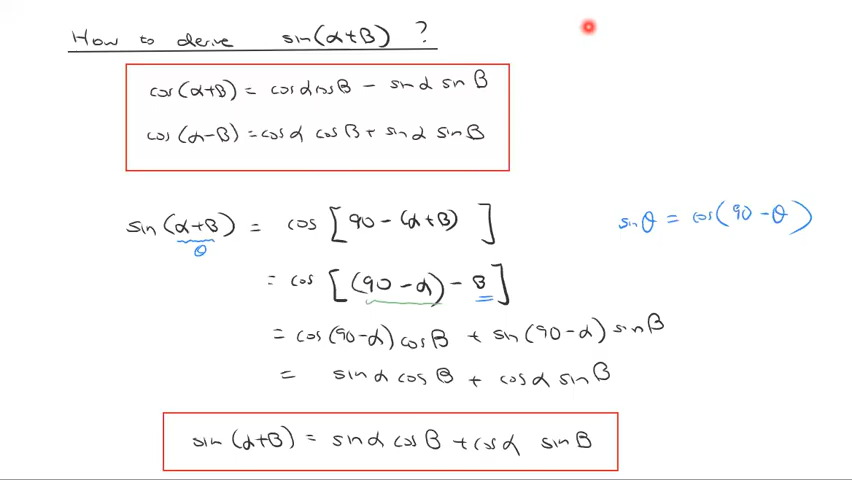 How to derive sin(α+β) ?
cos(α+β) = cosα cosβ − sinα sinβ
cos(α−β) = cosα cosβ + sinα sinβ
sin(α+β) = cos[90 − (α+β)]
θ
sinθ = cos(90 − θ)
= cos[(90 − α) − β]
= cos(90−α) cosβ + sin(90−α) sinβ
= sinα cosβ + cosα sinβ
sin(α+β) = sinα cosβ + cosα sinβ